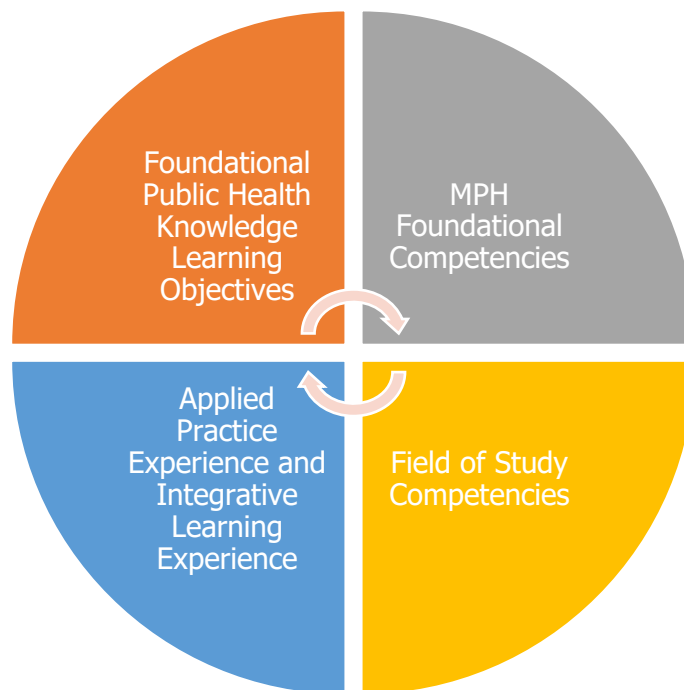 Foundational
Public Health
Knowledge
Learning
Objectives
MPH
Foundational
Competencies
Applied
Practice
Experience and
Integrative
Learning
Experience
Field of Study
Competencies